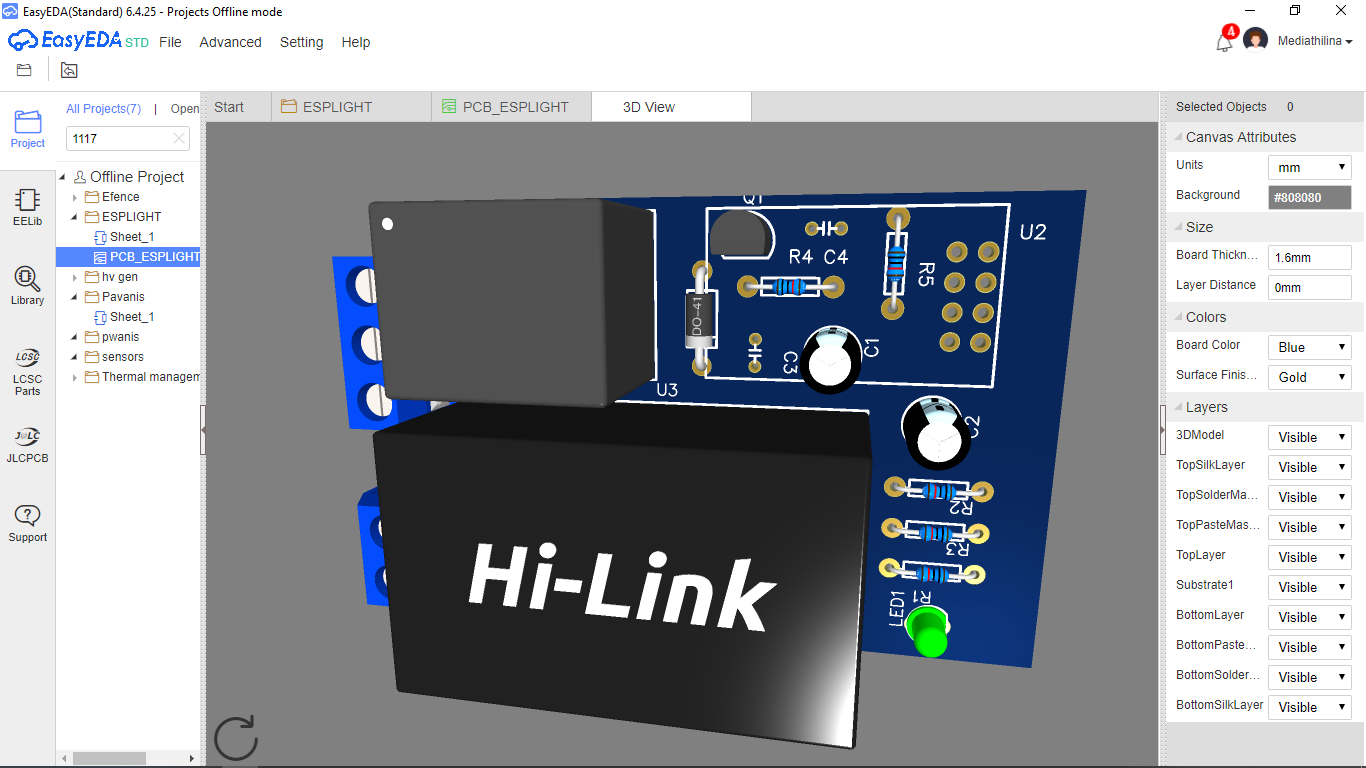 EasyEDA(Standard) 6.4.25 - Projects Offline mode
EasyEDA STD File Advanced Setting Help
4
Mediathilina
Project
EELib
Library
LCSC
LCSC
Parts
J@LC
JLCPCB
Support
All Projects(7) | Open
1117
Offline Project
Efence
ESPLIGHT
Sheet_1
PCB_ESPLIGHT
hv gen
Pavanis
Sheet_1
pwanis
sensors
Thermal managem
Start ESPLIGHT PCB_ESPLIGHT 3D View
Q1
U2
R4 C4
R5
DO-41
C3
C1
U3
C2
R2
R3
R1
LED1
Hi-Link
Selected Objects 0
Canvas Attributes
Units mm
Background #808080
Size
Board Thickn... 1.6mm
Layer Distance 0mm
Colors
Board Color Blue
Surface Finis... Gold
Layers
3DModel Visible
TopSilkLayer Visible
TopSolderMa... Visible
TopPasteMas... Visible
TopLayer Visible
Substrate1 Visible
BottomLayer Visible
BottomPaste... Visible
BottomSolder... Visible
BottomSilkLayer Visible